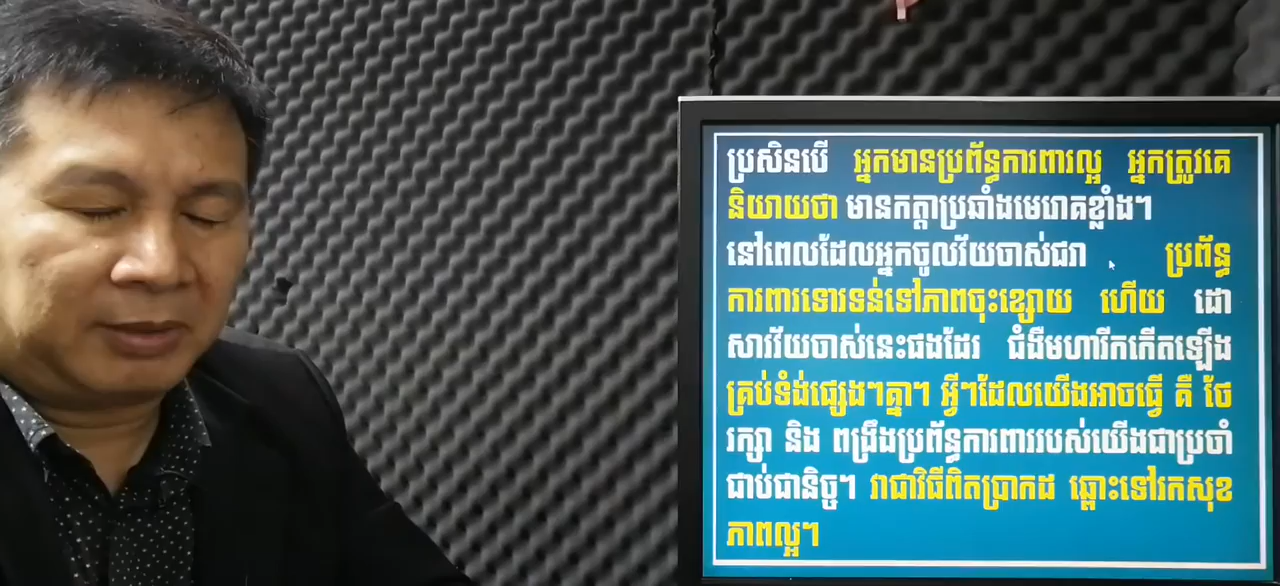 ប្រសិនបើ អ្នកមានប្រព័ន្ធការពារល្អ អ្នកត្រូវគេ
និយាយថា មានកត្តាប្រឆាំងមេរោគខ្លាំង។
នៅពេលដែលអ្នកចូលវ័យចាស់ជរា ប្រព័ន្ធ
ការពារទោរទន់ទៅភាពចុះខ្សោយ ហើយ ដោ
សារវ័យចាស់នេះផងដែរ ជំងឺមហារីកកើតឡើង
គ្រប់ទំង់ផ្សេងៗគ្នា។ អ្វីៗដែលយើងអាចធ្វើ គឺ ថែ
រក្សា និង ពង្រឹងប្រព័ន្ធការពាររបស់យើងជាប្រចាំ
ជាប់ជានិច្ច។ វាជាវិធីពិតប្រាកដ ឆ្ពោះទៅរកសុខ
ភាពល្អ។